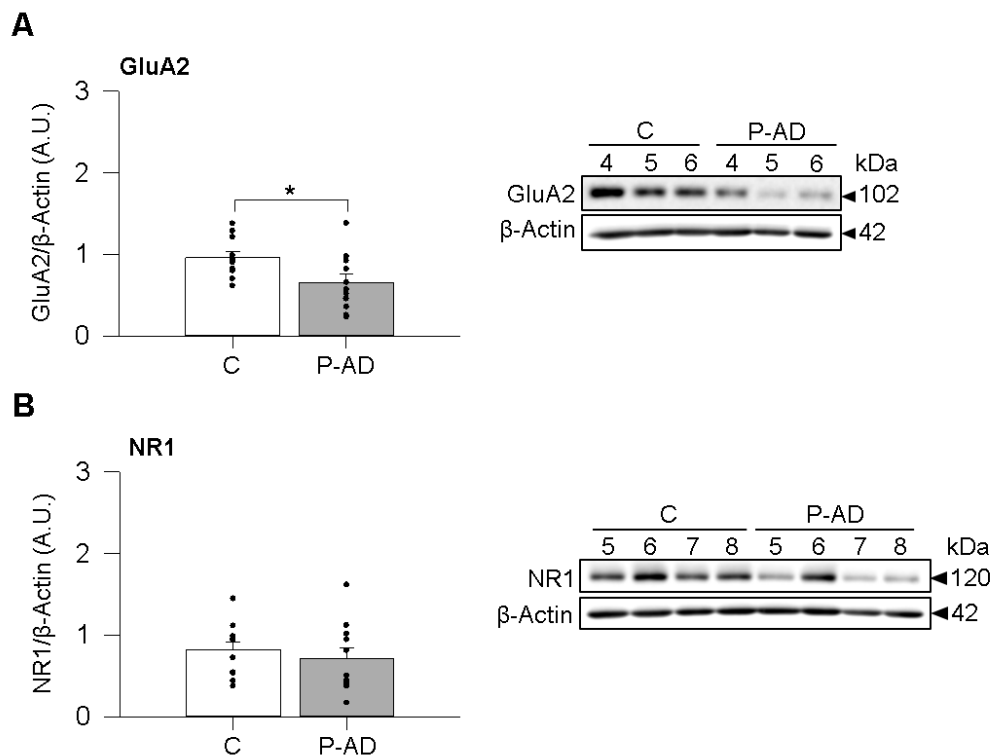 A
GluA2
GluA2/β-Actin (A.U.)
3
2
1
0
*
C
P-AD
C P-AD
4 5 6 4 5 6 kDa
GluA2 102
β-Actin 42
B
NR1
NR1/β-Actin (A.U.)
3
2
1
0
C
P-AD
C P-AD
5 6 7 8 5 6 7 8 kDa
NR1 120
β-Actin 42